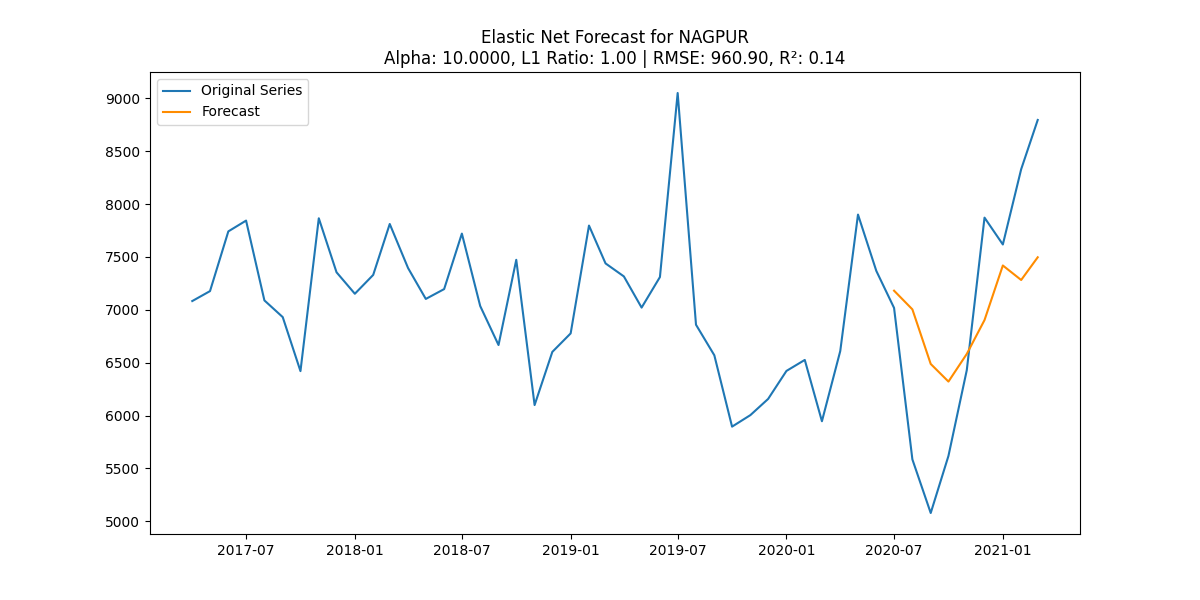 Elastic Net Forecast for NAGPUR
Alpha: 10.0000, L1 Ratio: 1.00 | RMSE: 960.90, R²: 0.14
Original Series
Forecast
9000
8500
8000
7500
7000
6500
6000
5500
5000
2017-07 2018-01 2018-07 2019-01 2019-07 2020-01 2020-07 2021-01